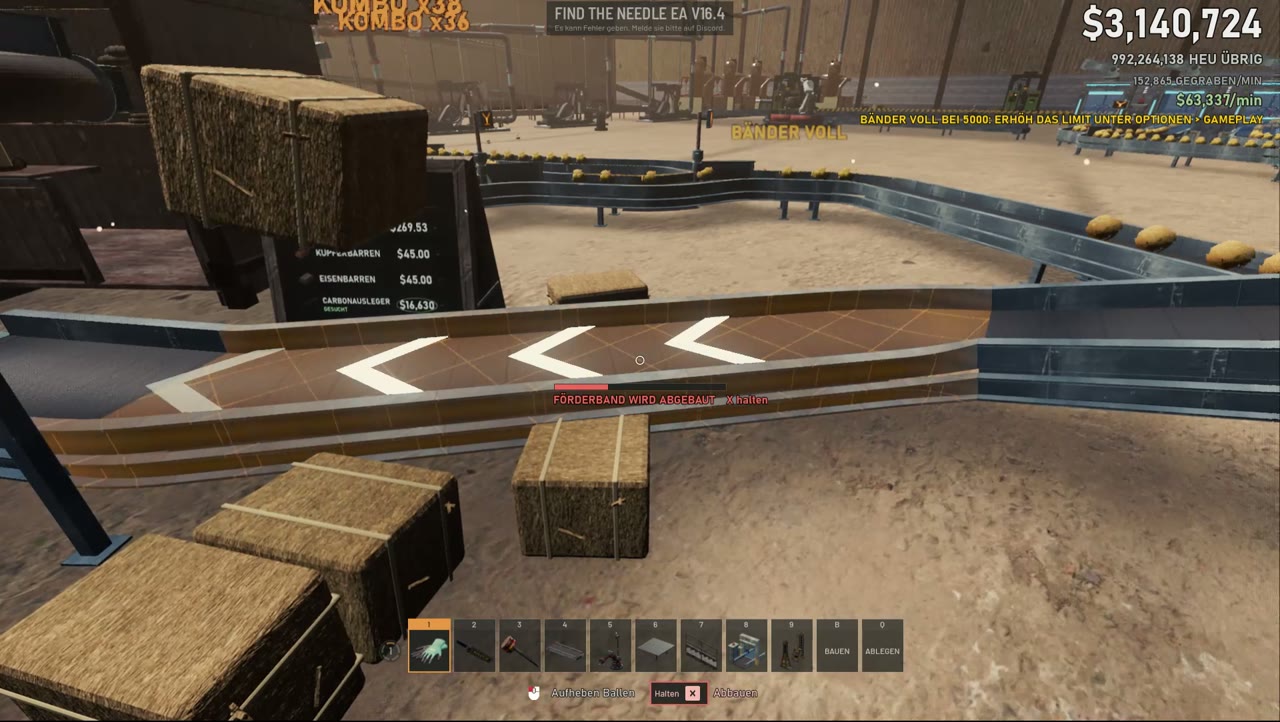 KOMBO x38
KOMBO x36
FIND THE NEEDLE EA V16.4
Es kann Fehler geben. Melde sie bitte auf Discord.
$3,140,724
992,264,138 HEU ÜBRIG
152,865 GEGRABEN/MIN
$63,337/min
BÄNDER VOLL BEI 5000: ERHÖH DAS LIMIT UNTER OPTIONEN > GAMEPLAY
BÄNDER VOLL
$269.53
KUPFERBARREN $45.00
EISENBARREN $45.00
CARBONAUSLEGER $16,630
GESUCHT
FÖRDERBAND WIRD ABGEBAUT X halten
1 2 3 4 5 6 7 8 9 B 0
BAUEN ABLEGEN
Aufheben Ballen Halten X Abbauen